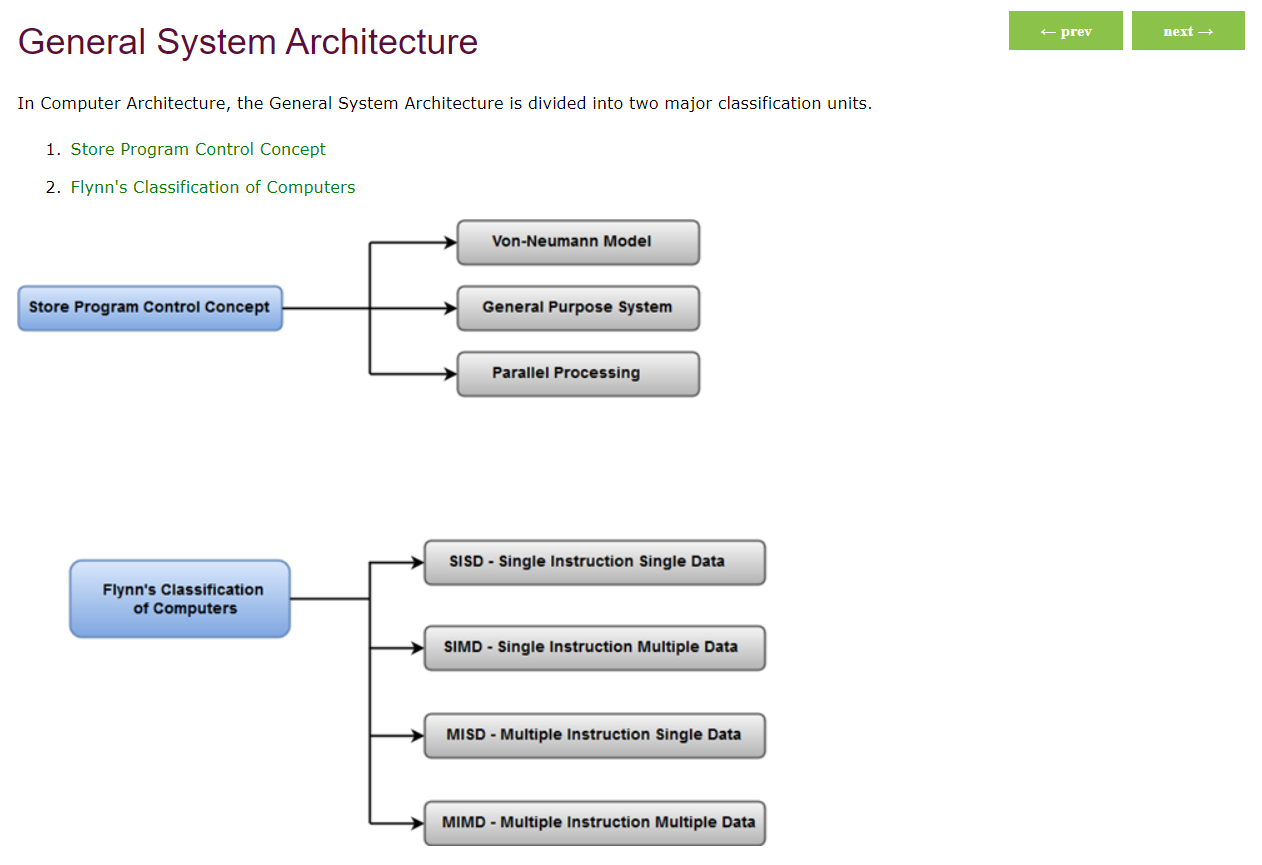 General System Architecture
← prev
next →
In Computer Architecture, the General System Architecture is divided into two major classification units.
1. Store Program Control Concept
2. Flynn's Classification of Computers
Von-Neumann Model
Store Program Control Concept
General Purpose System
Parallel Processing
SISD - Single Instruction Single Data
Flynn's Classification
of Computers
SIMD - Single Instruction Multiple Data
MISD - Multiple Instruction Single Data
MIMD - Multiple Instruction Multiple Data